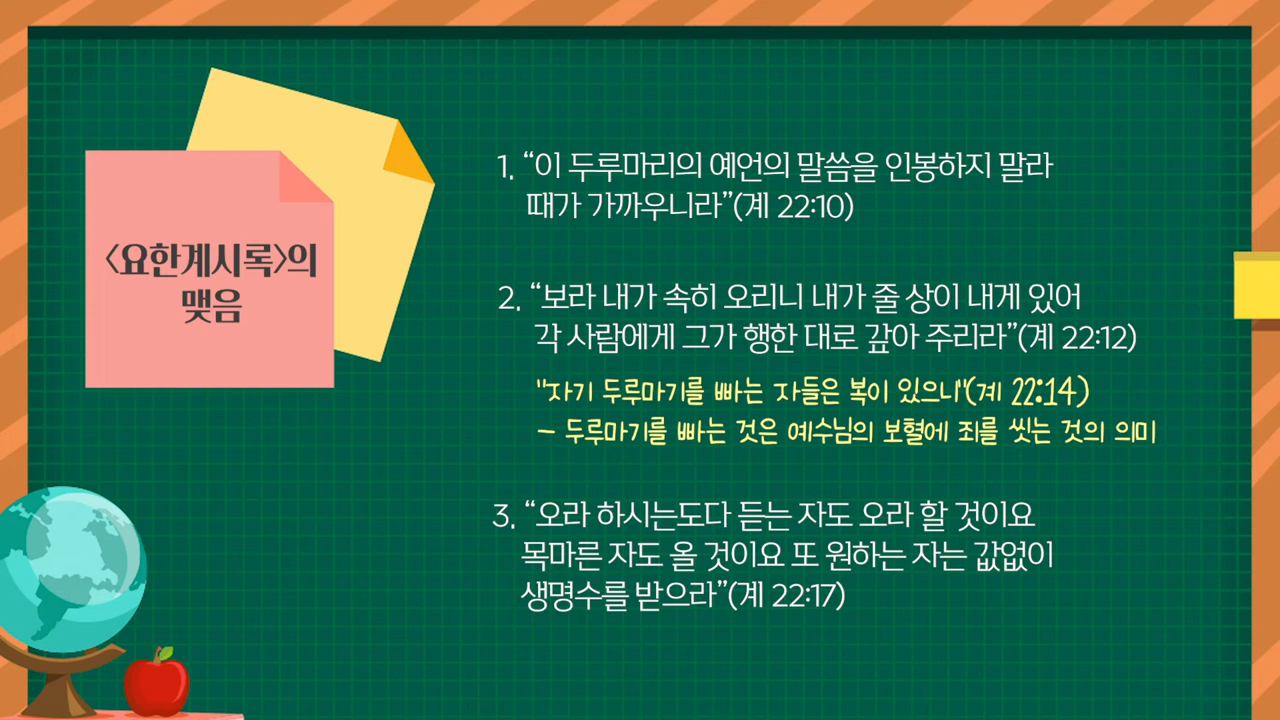 〈요한계시록〉의
맺음
1. “이 두루마리의 예언의 말씀을 인봉하지 말라
때가 가까우니라”(계 22:10)
2. “보라 내가 속히 오리니 내가 줄 상이 내게 있어
각 사람에게 그가 행한 대로 갚아 주리라”(계 22:12)
"자기 두루마기를 빠는 자들은 복이 있으니"(계 22:14)
- 두루마기를 빠는 것은 예수님의 보혈에 죄를 씻는 것의 의미
3. “오라 하시는도다 듣는 자도 오라 할 것이요
목마른 자도 올 것이요 또 원하는 자는 값없이
생명수를 받으라”(계 22:17)